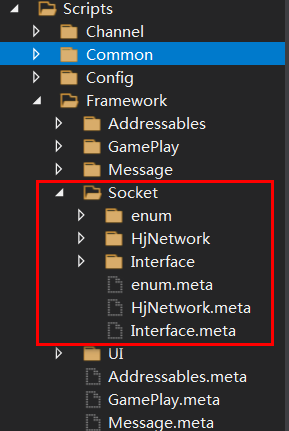 Scripts
Channel
Common
Config
Framework
Addressables
GamePlay
Message
Socket
enum
HjNetwork
Interface
enum.meta
HjNetwork.meta
Interface.meta
UI
Addressables.meta
GamePlay.meta
Message.meta